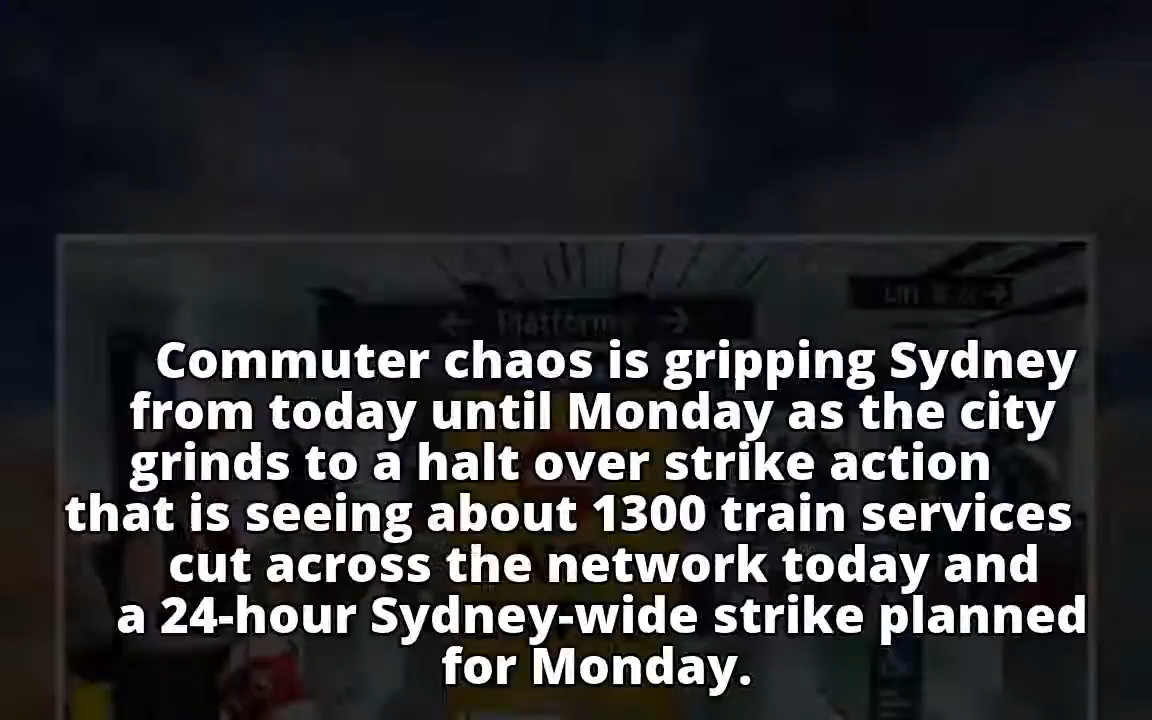 ← Platforms →
Lift →
Commuter chaos is gripping Sydney
from today until Monday as the city
grinds to a halt over strike action
that is seeing about 1300 train services
cut across the network today and
a 24-hour Sydney-wide strike planned
for Monday.